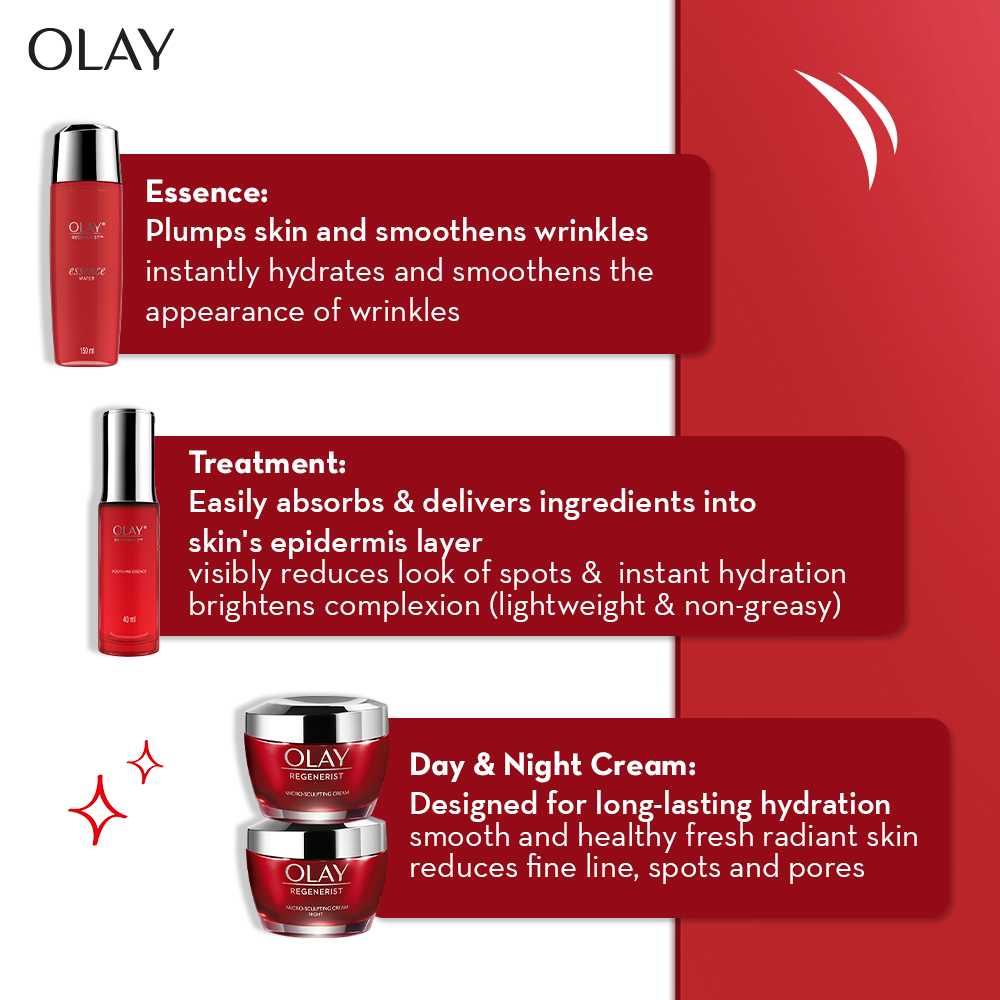 OLAY
Essence:
Plumps skin and smoothens wrinkles
instantly hydrates and smoothens the
appearance of wrinkles
OLAY®
REGENERIST™
essence
WATER
150 ml
Treatment:
Easily absorbs & delivers ingredients into
skin's epidermis layer
visibly reduces look of spots &  instant hydration
brightens complexion (lightweight & non-greasy)
OLAY®
REGENERIST™
YOUTH PRE-ESSENCE
40 ml
Day & Night Cream:
Designed for long-lasting hydration
smooth and healthy fresh radiant skin
reduces fine line, spots and pores
OLAY
REGENERIST
MICRO-SCULPTING CREAM
OLAY
REGENERIST
MICRO-SCULPTING CREAM
NIGHT